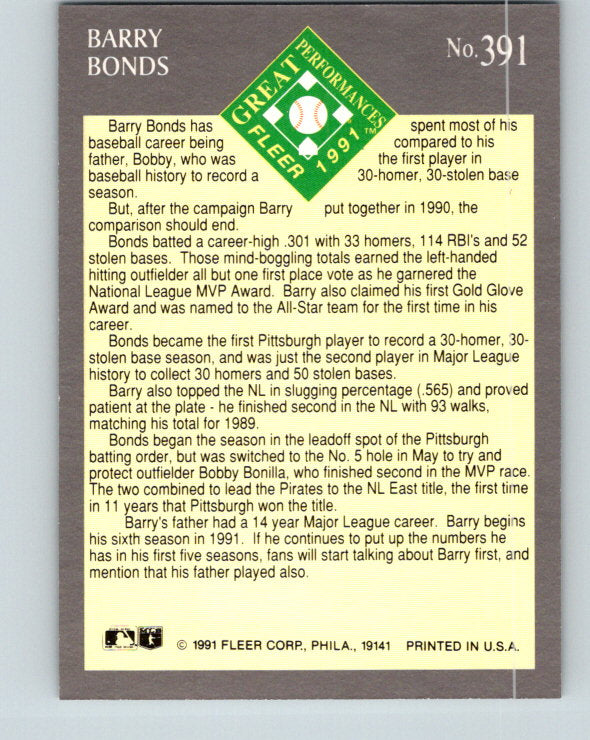 BARRY
BONDS
No. 391
GREAT
PERFORMANCES
FLEER 1991 ™
Barry Bonds has spent most of his
baseball career being compared to his
father, Bobby, who was the first player in
baseball history to record a 30-homer, 30-stolen base
season.
But, after the campaign Barry put together in 1990, the
comparison should end.
Bonds batted a career-high .301 with 33 homers, 114 RBI's and 52
stolen bases. Those mind-boggling totals earned the left-handed
hitting outfielder all but one first place vote as he garnered the
National League MVP Award. Barry also claimed his first Gold Glove
Award and was named to the All-Star team for the first time in his
career.
Bonds became the first Pittsburgh player to record a 30-homer, 30-
stolen base season, and was just the second player in Major League
history to collect 30 homers and 50 stolen bases.
Barry also topped the NL in slugging percentage (.565) and proved
patient at the plate - he finished second in the NL with 93 walks,
matching his total for 1989.
Bonds began the season in the leadoff spot of the Pittsburgh
batting order, but was switched to the No. 5 hole in May to try and
protect outfielder Bobby Bonilla, who finished second in the MVP race.
The two combined to lead the Pirates to the NL East title, the first time
in 11 years that Pittsburgh won the title.
Barry's father had a 14 year Major League career. Barry begins
his sixth season in 1991. If he continues to put up the numbers he
has in his first five seasons, fans will start talking about Barry first, and
mention that his father played also.
© 1991 FLEER CORP., PHILA., 19141 PRINTED IN U.S.A.